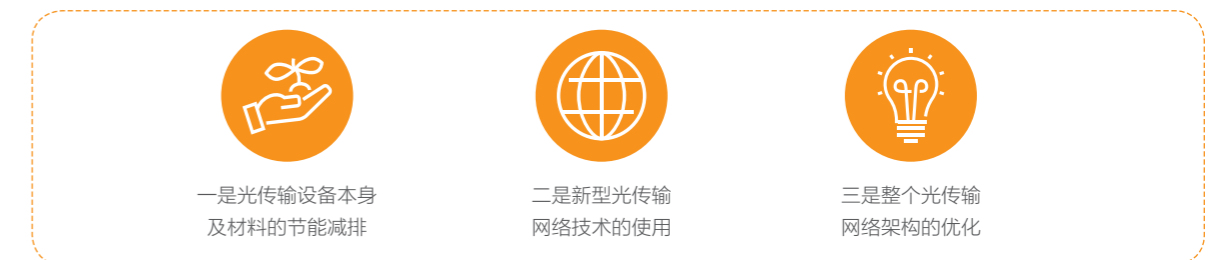 一是光传输设备本身
及材料的节能减排
二是新型光传输
网络技术的使用
三是整个光传输
网络架构的优化